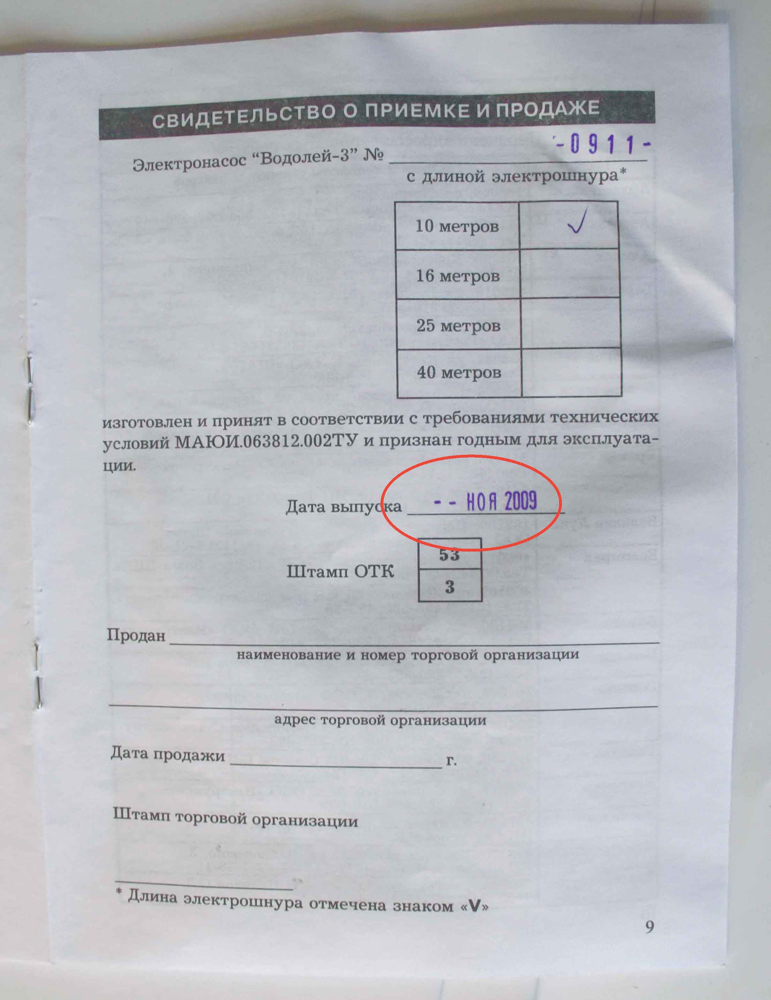 СВИДЕТЕЛЬСТВО О ПРИЕМКЕ И ПРОДАЖЕ
Электронасос “Водолей-3” № -0911-
с длиной электрошнура*
10 метров √
16 метров
25 метров
40 метров
изготовлен и принят в соответствии с требованиями технических
условий МАЮИ.063812.002ТУ и признан годным для эксплуата-
ции.
Дата выпуска -- НОЯ 2009
53
Штамп ОТК
3
Продан
наименование и номер торговой организации
адрес торговой организации
Дата продажи г.
Штамп торговой организации
* Длина электрошнура отмечена знаком «V»
9